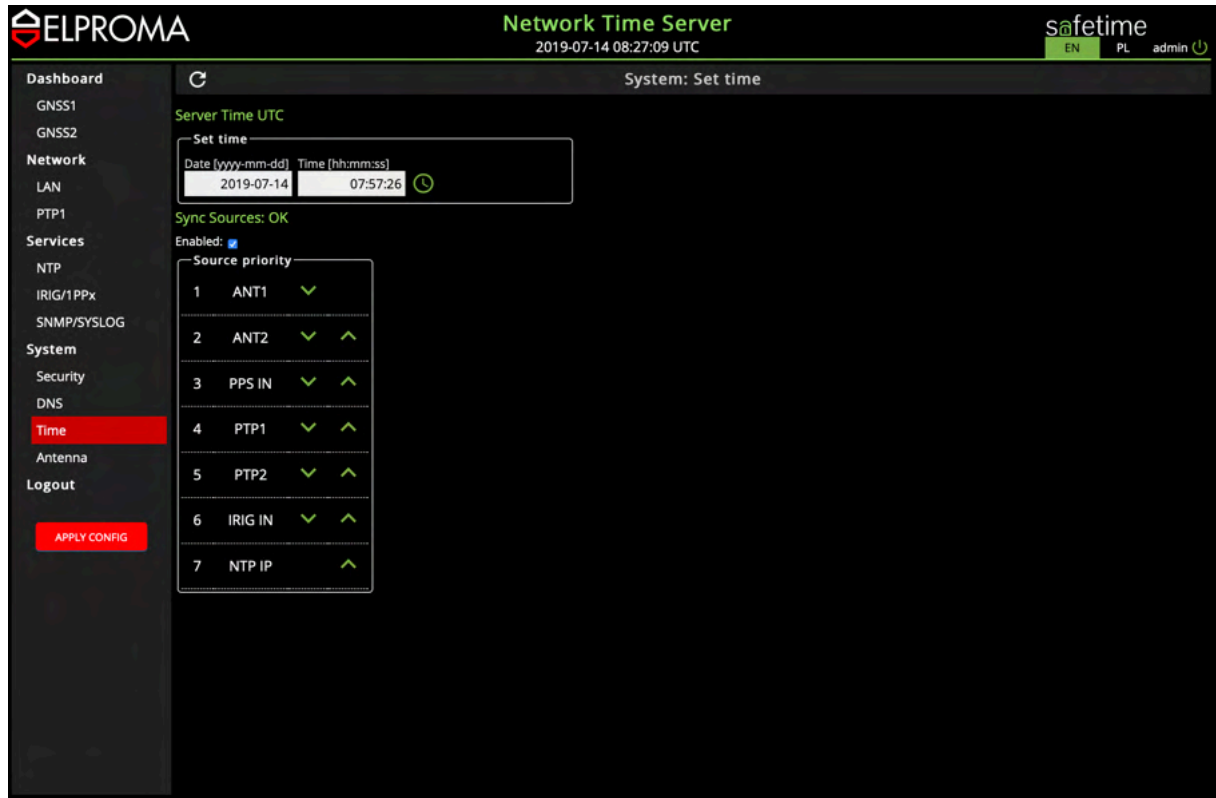 ELPROMA
Network Time Server
2019-07-14 08:27:09 UTC
safetime
EN PL admin
Dashboard
GNSS1
GNSS2
Network
LAN
PTP1
Services
NTP
IRIG/1PPx
SNMP/SYSLOG
System
Security
DNS
Time
Antenna
Logout
APPLY CONFIG
System: Set time
Server Time UTC
Set time
Date [yyyy-mm-dd] Time [hh:mm:ss]
2019-07-14 07:57:26
Sync Sources: OK
Enabled:
Source priority
1 ANT1
2 ANT2
3 PPS IN
4 PTP1
5 PTP2
6 IRIG IN
7 NTP IP